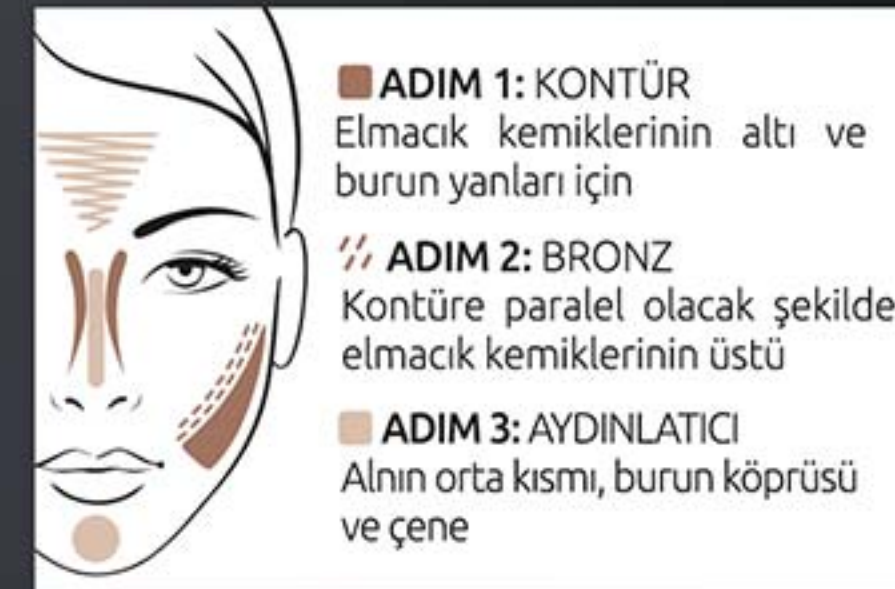 ADIM 1: KONTÜR
Elmacık kemiklerinin altı ve
burun yanları için
ADIM 2: BRONZ
Kontüre paralel olacak şekilde
elmacık kemiklerinin üstü
ADIM 3: AYDINLATICI
Alnın orta kısmı, burun köprüsü
ve çene